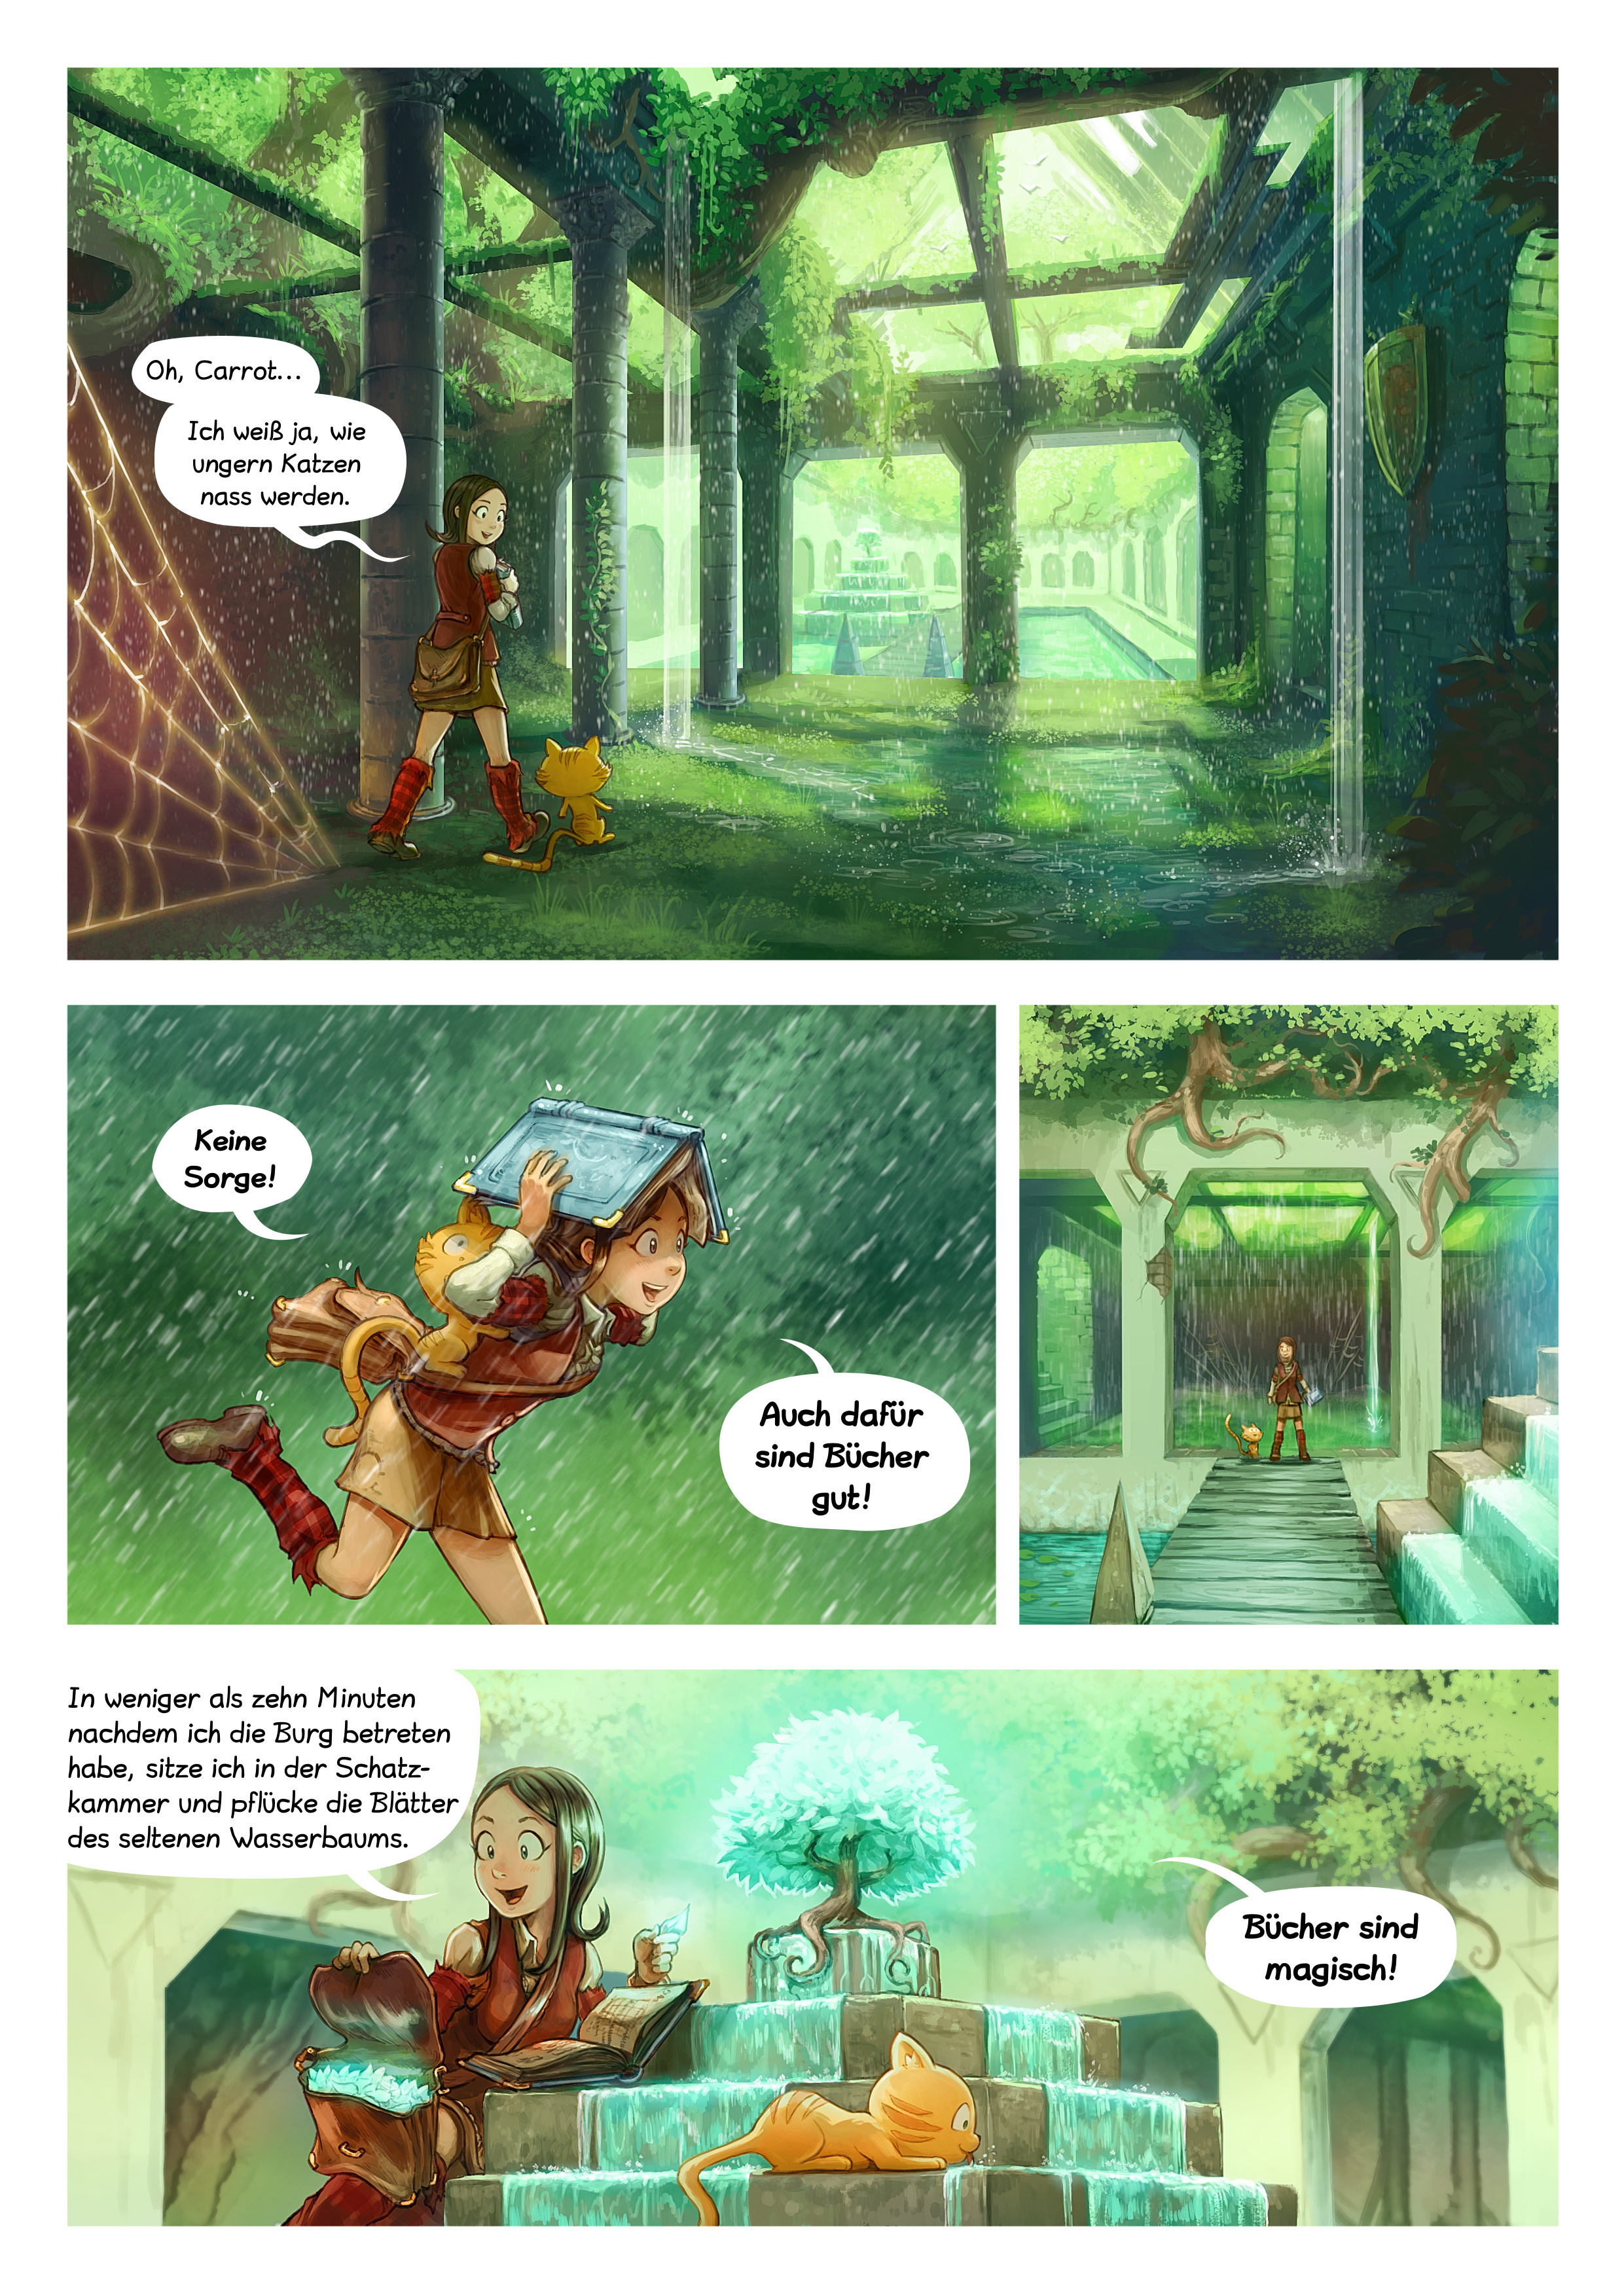 Oh, Carrot...
Ich weiß ja, wie
ungern Katzen
nass werden.
Keine
Sorge!
Auch dafür
sind Bücher
gut!
In weniger als zehn Minuten
nachdem ich die Burg betreten
habe, sitze ich in der Schatz-
kammer und pflücke die Blätter
des seltenen Wasserbaums.
Bücher sind
magisch!